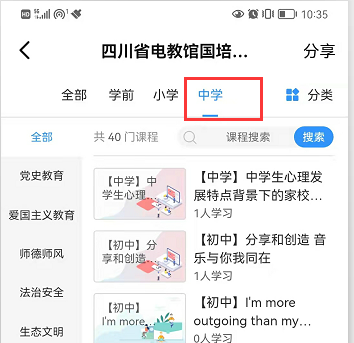 HD 5G 10:35
四川省电教馆国培... 分享
全部 学前 小学 中学 分类
全部 共 40 门课程 课程搜索 搜索
党史教育
爱国主义教育
师德师风
法治安全
生态文明
【中学】中
学生心理...
【中学】中学生心理发
展特点背景下的家校...
1人学习
【初中】分
享和创造...
【初中】分享和创造 音
乐与你我同在
1人学习
【初中】
I'm more...
【初中】I'm more
outgoing than my...
0人学习